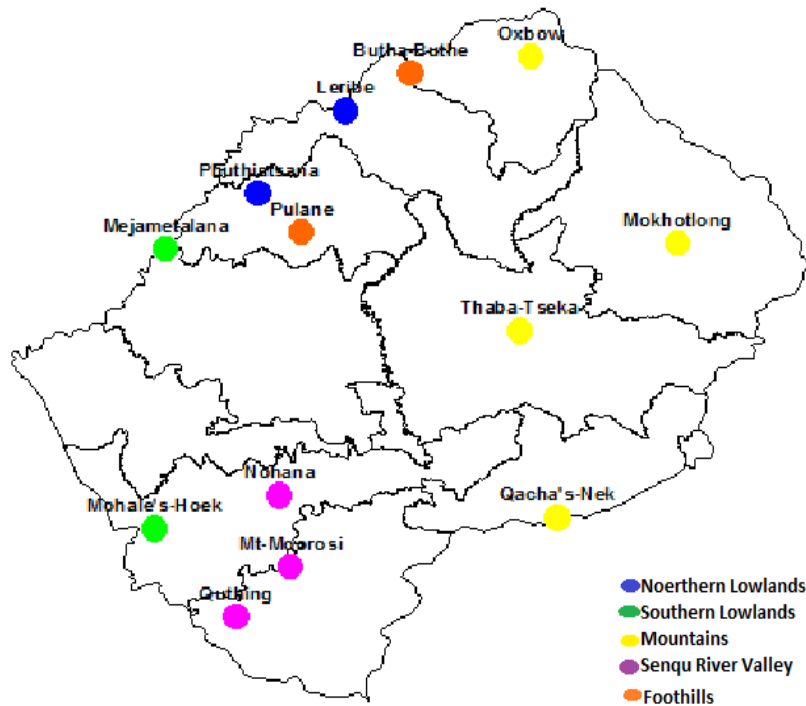 Oxbow
Butha-Buthe
Leribe
Phuthistsana
Pulane
Mejametalana
Mokhotlong
Thaba-Tseka
Nohana
Qacha's-Nek
Mohale's-Hoek
Mt-Moorosi
Quthing
Noerthern Lowlands
Southern Lowlands
Mountains
Senqu River Valley
Foothills